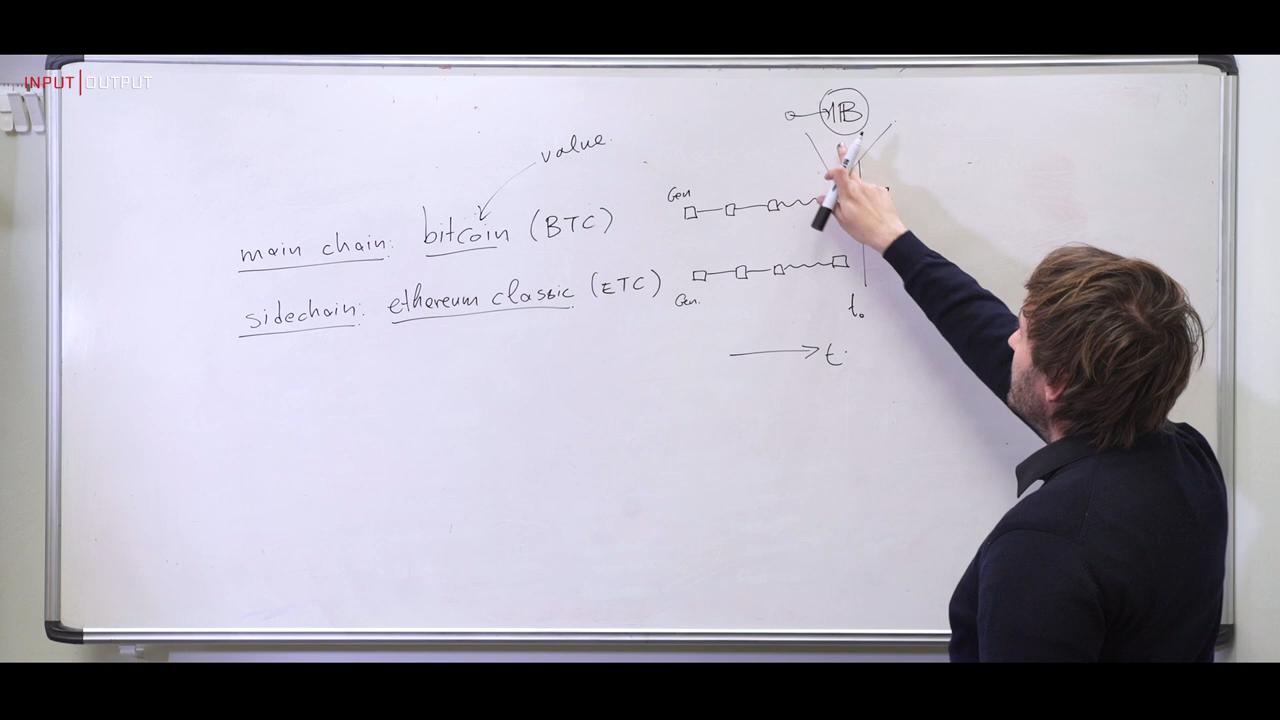 INPUT|OUTPUT
1B
value.
Gen
main chain: bitcoin (BTC)
sidechain: ethereum classic (ETC)
Gen.
t₀
t.